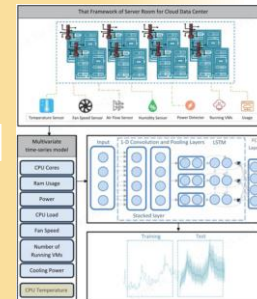 Thai Framework of Server Room for Cloud Data Center
Temperature Sensor
Fan Speed Sensor
Air Flow Sensor
Humidity Sensor
Power Detector
Running VMs
Usage
Multivariate
time-series model
CPU Cores
Ram Usage
Power
CPU Load
Fan Speed
Number of
Running VMs
Cooling Power
CPU Temperature
Input
1-D Convolution and Pooling Layers
LSTM
Stacked layer
Training
Test